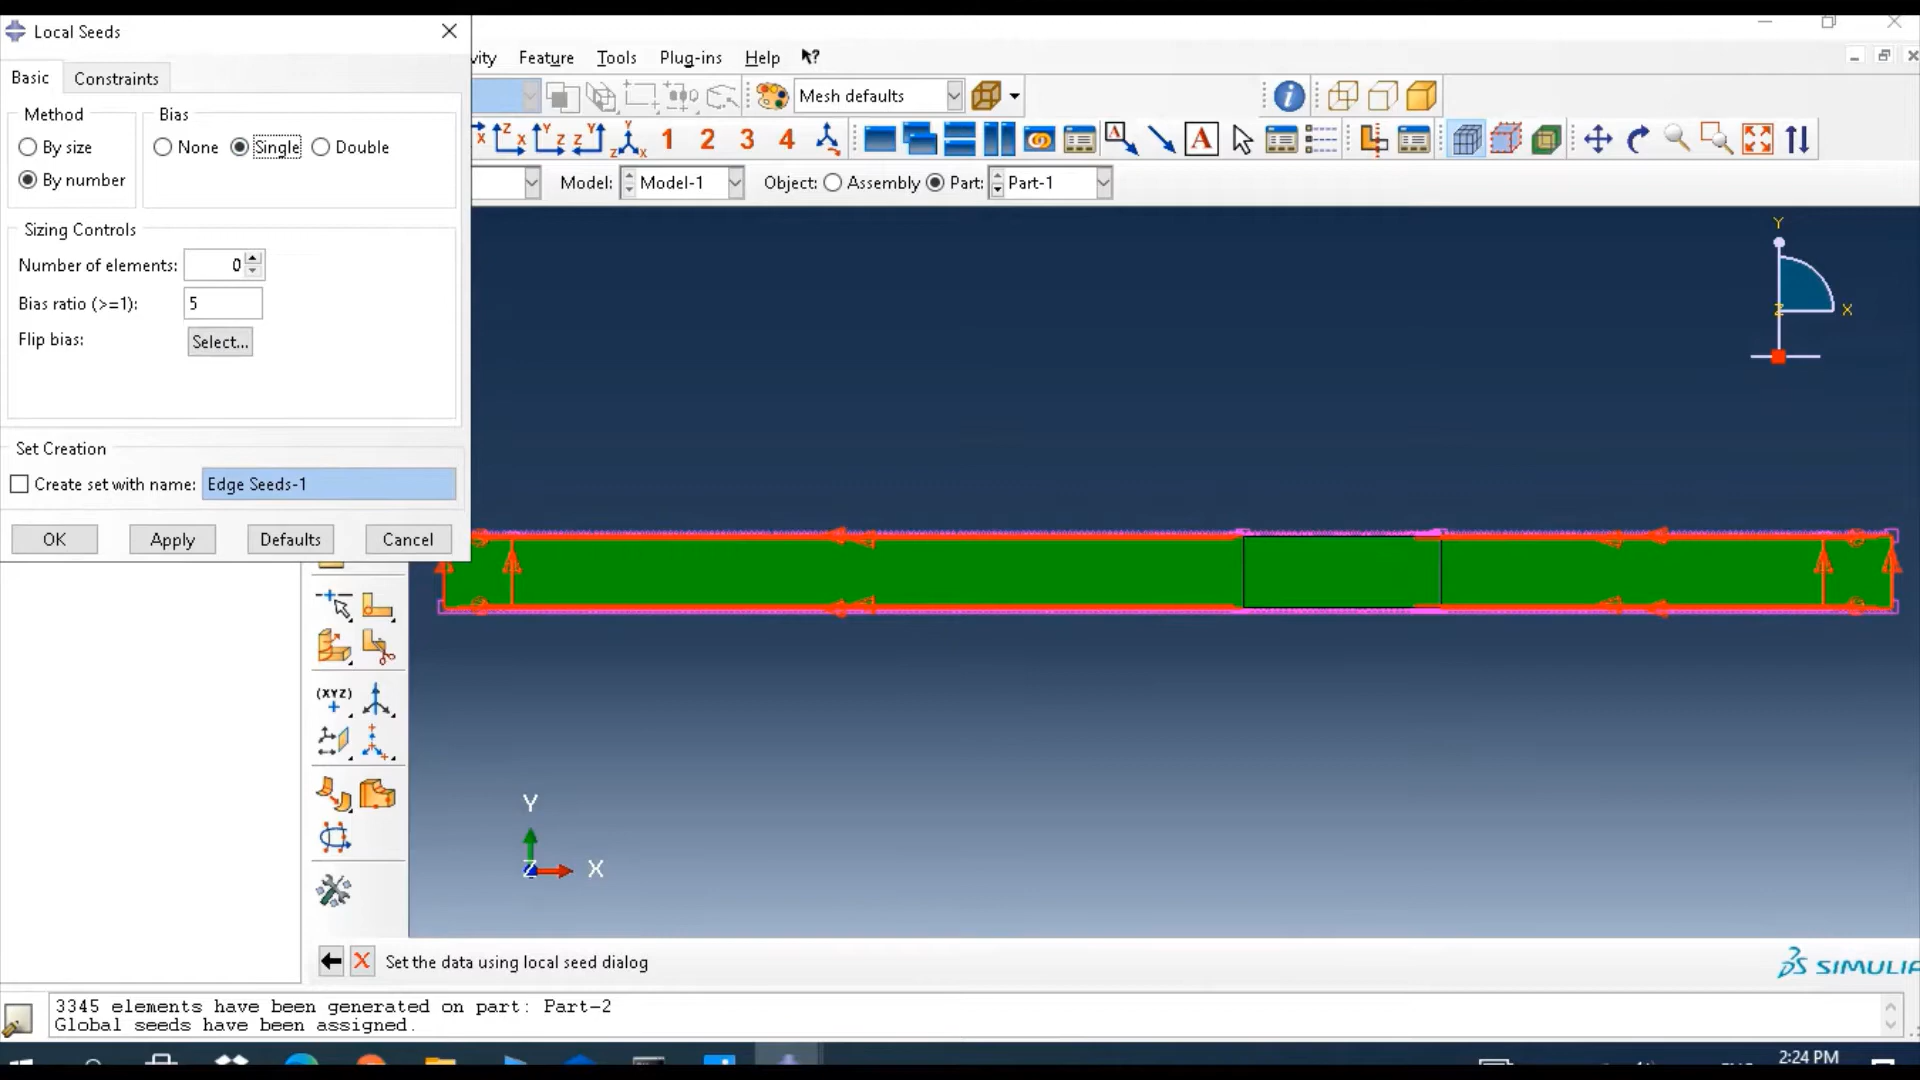 Local Seeds
vity Feature Tools Plug-ins Help
Basic Constraints
Mesh defaults
Method Bias
By size None Single Double
1 2 3 4
A
By number
Model: Model-1 Object: Assembly Part: Part-1
Sizing Controls
Number of elements: 0
Bias ratio (>=1): 5
Flip bias: Select...
Y
Z X
Set Creation
Create set with name: Edge Seeds-1
OK Apply Defaults Cancel
(XYZ)
Y
Z X
Set the data using local seed dialog
SIMULIA
3345 elements have been generated on part: Part-2
Global seeds have been assigned.
2:24 PM